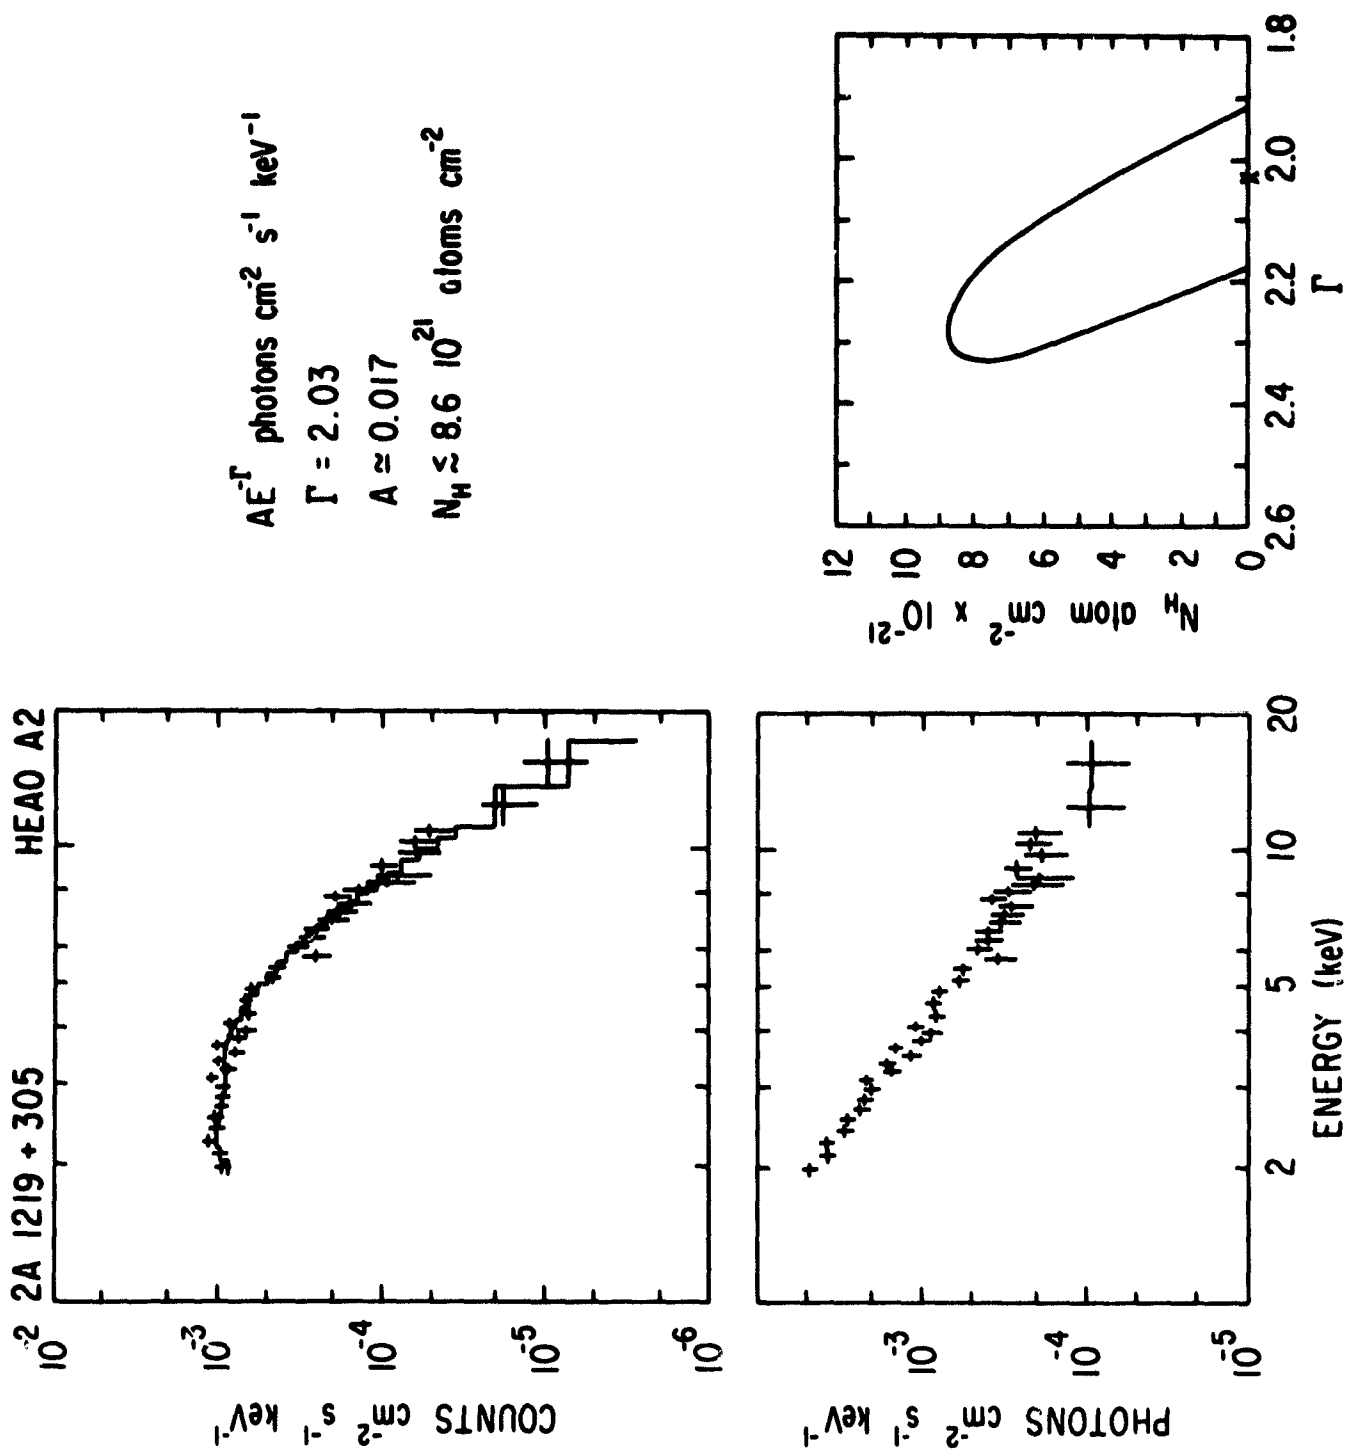 2A 1219 + 305 HEAO A2
10-2
10-3
10-4
10-5
10-6
COUNTS cm-2 s-1 keV-1
AE-Γ photons cm-2 s-1 keV-1
Γ = 2.03
A ≃ 0.017
NH ≲ 8.6 10 21 atoms cm-2
10-3
10-4
10-5
PHOTONS cm-2 s-1 keV-1
2 5 10 20
ENERGY (keV)
12
10
8
6
4
2
0
NH atom cm-2 x 10-21
2.6 2.4 2.2 2.0 1.8
Γ